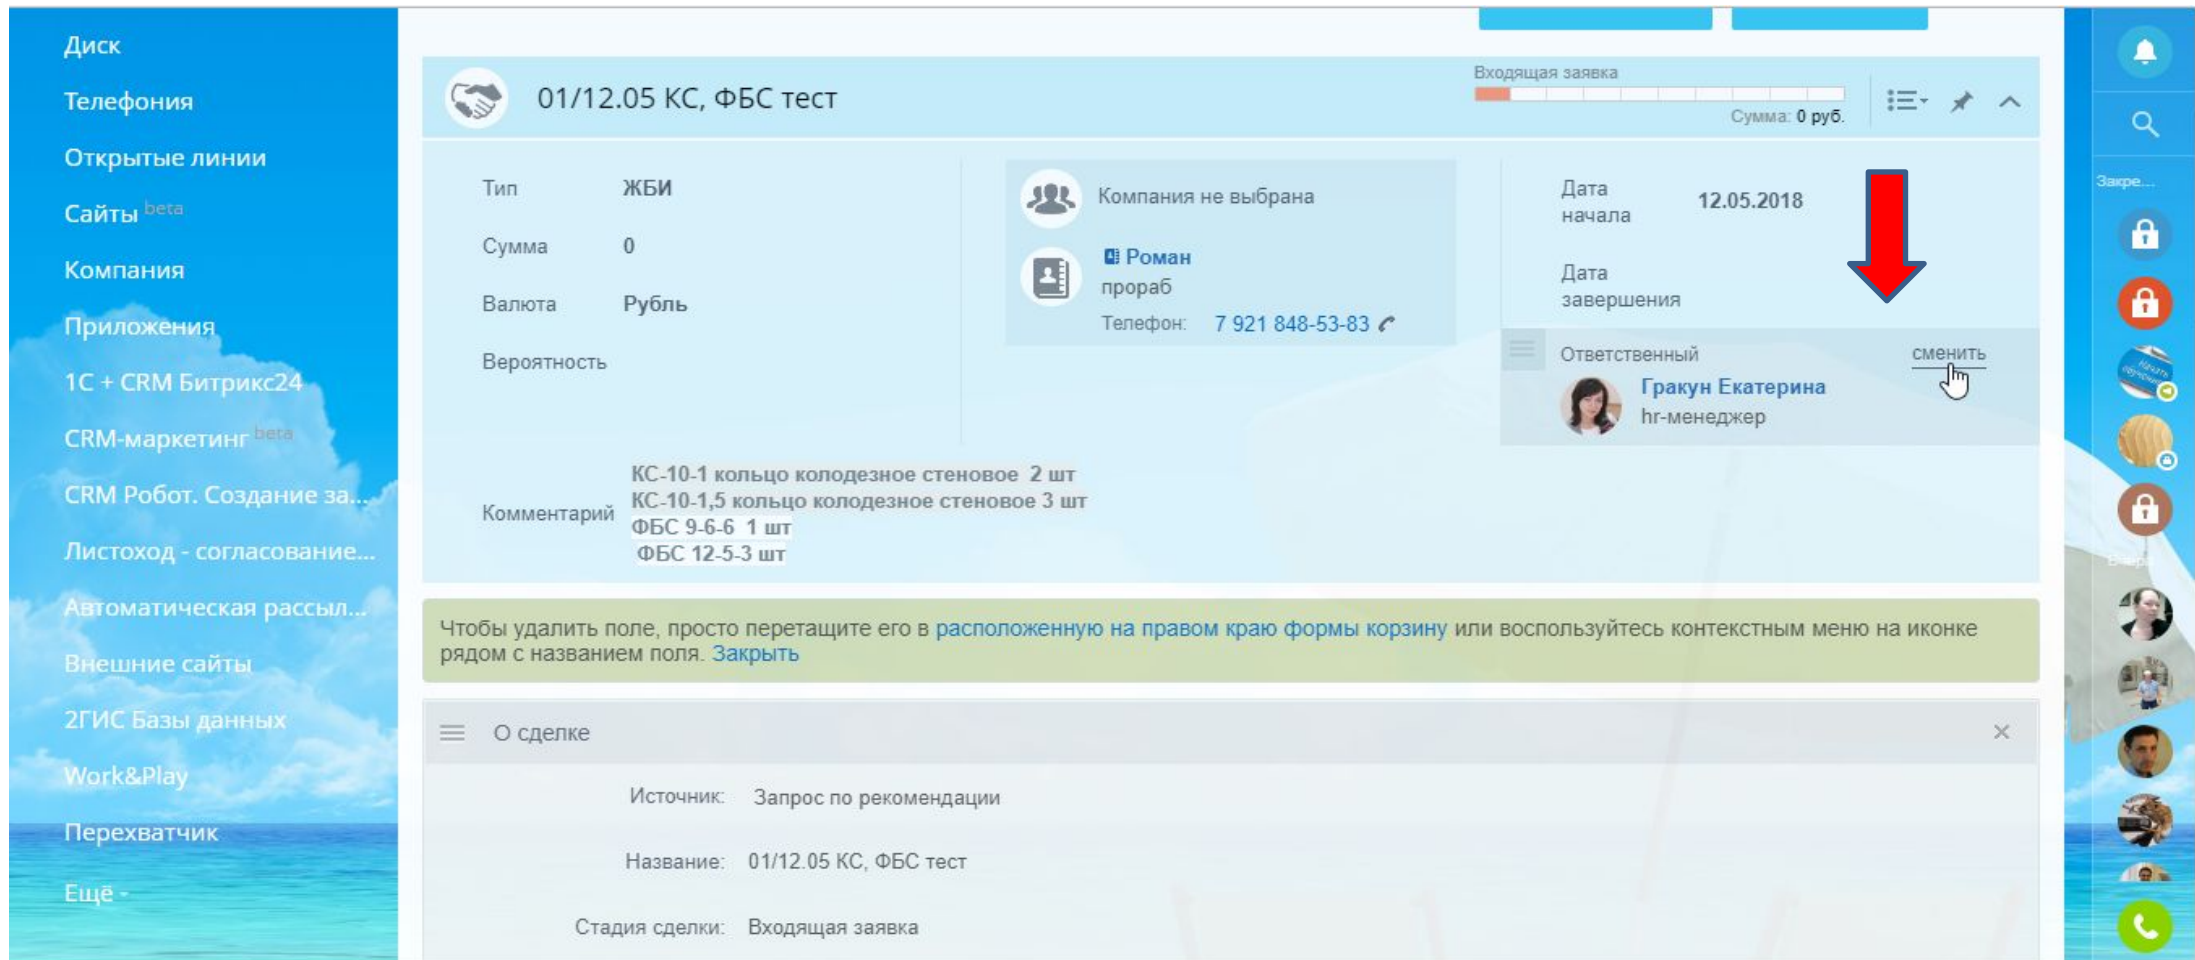 Диск
Телефония
Открытые линии
Сайты beta
Компания
Приложения
1С + CRM Битрикс24
CRM-маркетинг beta
CRM Робот. Создание за...
Листоход - согласование...
Автоматическая рассыл...
Внешние сайты
2ГИС Базы данных
Work&Play
Перехватчик
Ещё -
01/12.05 КС, ФБС тест
Входящая заявка
Сумма: 0 руб.
Тип ЖБИ
Сумма 0
Валюта Рубль
Вероятность
Компания не выбрана
Роман
прораб
Телефон: 7 921 848-53-83
Дата
начала 12.05.2018
Дата
завершения
Ответственный сменить
Гракун Екатерина
hr-менеджер
Комментарий
КС-10-1 кольцо колодезное стеновое 2 шт
КС-10-1,5 кольцо колодезное стеновое 3 шт
ФБС 9-6-6 1 шт
ФБС 12-5-3 шт
Чтобы удалить поле, просто перетащите его в расположенную на правом краю формы корзину или воспользуйтесь контекстным меню на иконке
рядом с названием поля. Закрыть
О сделке
Источник: Запрос по рекомендации
Название: 01/12.05 КС, ФБС тест
Стадия сделки: Входящая заявка
Закре...
Начать